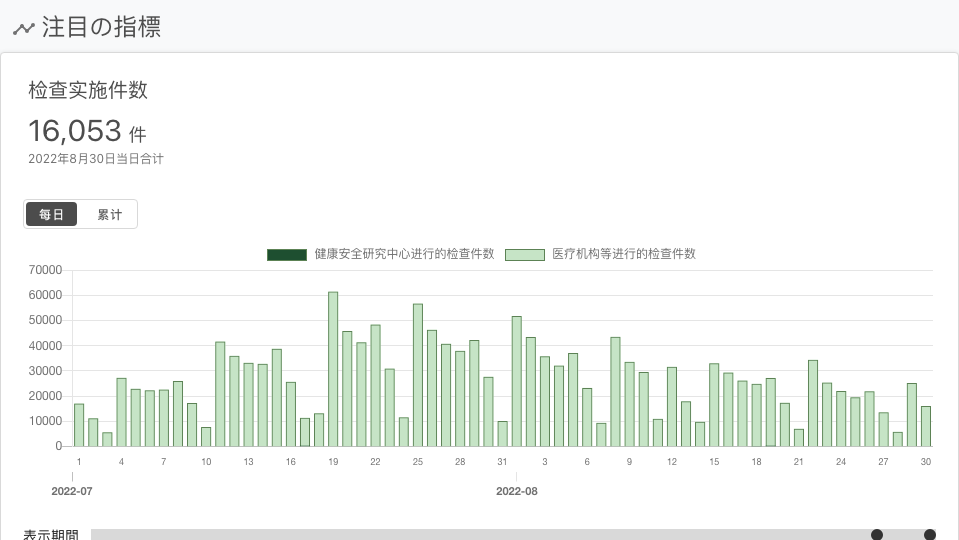 注目の指標
检查实施件数
16,053 件
2022年8月30日当日合计
每日 累计
健康安全研究中心进行的检查件数 医疗机构等进行的检查件数
70000
60000
50000
40000
30000
20000
10000
0
1 4 7 10 13 16 19 22 25 28 31 3 6 9 12 15 18 21 24 27 30
2022-07 2022-08
表示期間